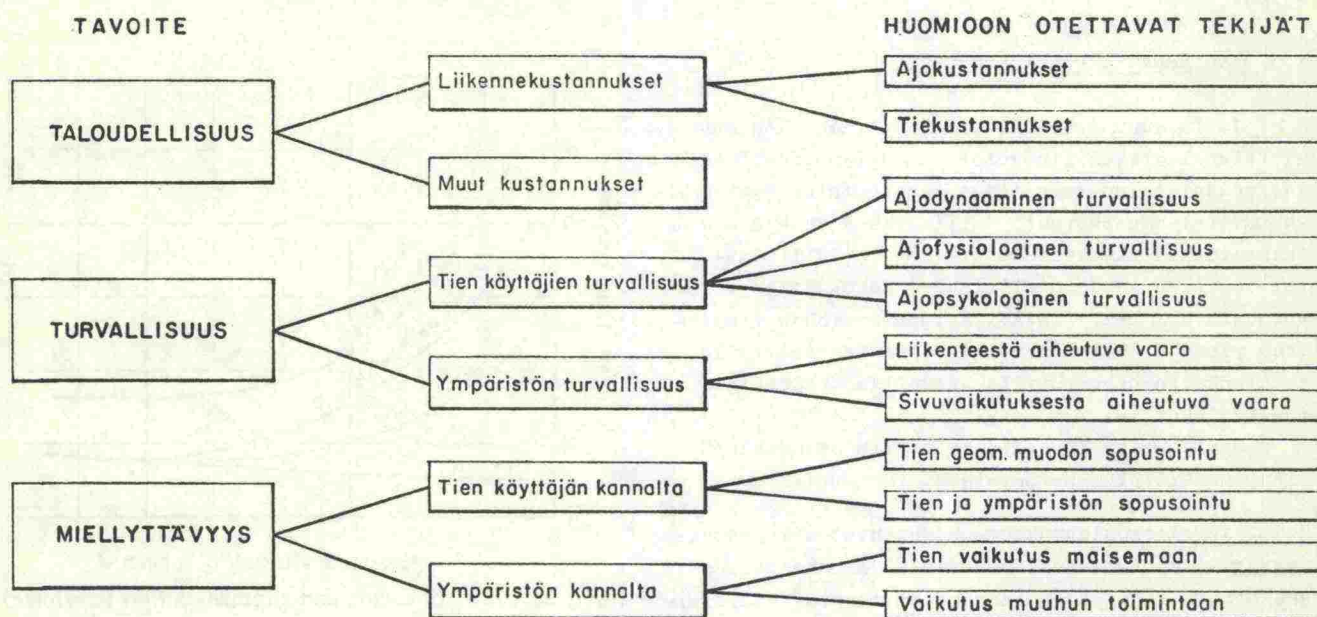 TAVOITE
HUOMIOON OTETTAVAT TEKIJÄT
TALOUDELLISUUS
Liikennekustannukset
Ajokustannukset
Tiekustannukset
Muut kustannukset
TURVALLISUUS
Tien käyttäjien turvallisuus
Ajodynaaminen turvallisuus
Ajofysiologinen turvallisuus
Ajopsykologinen turvallisuus
Ympäristön turvallisuus
Liikenteestä aiheutuva vaara
Sivuvaikutuksesta aiheutuva vaara
MIELLYTTÄVYYS
Tien käyttäjän kannalta
Tien geom. muodon sopusointu
Tien ja ympäristön sopusointu
Ympäristön kannalta
Tien vaikutus maisemaan
Vaikutus muuhun toimintaan